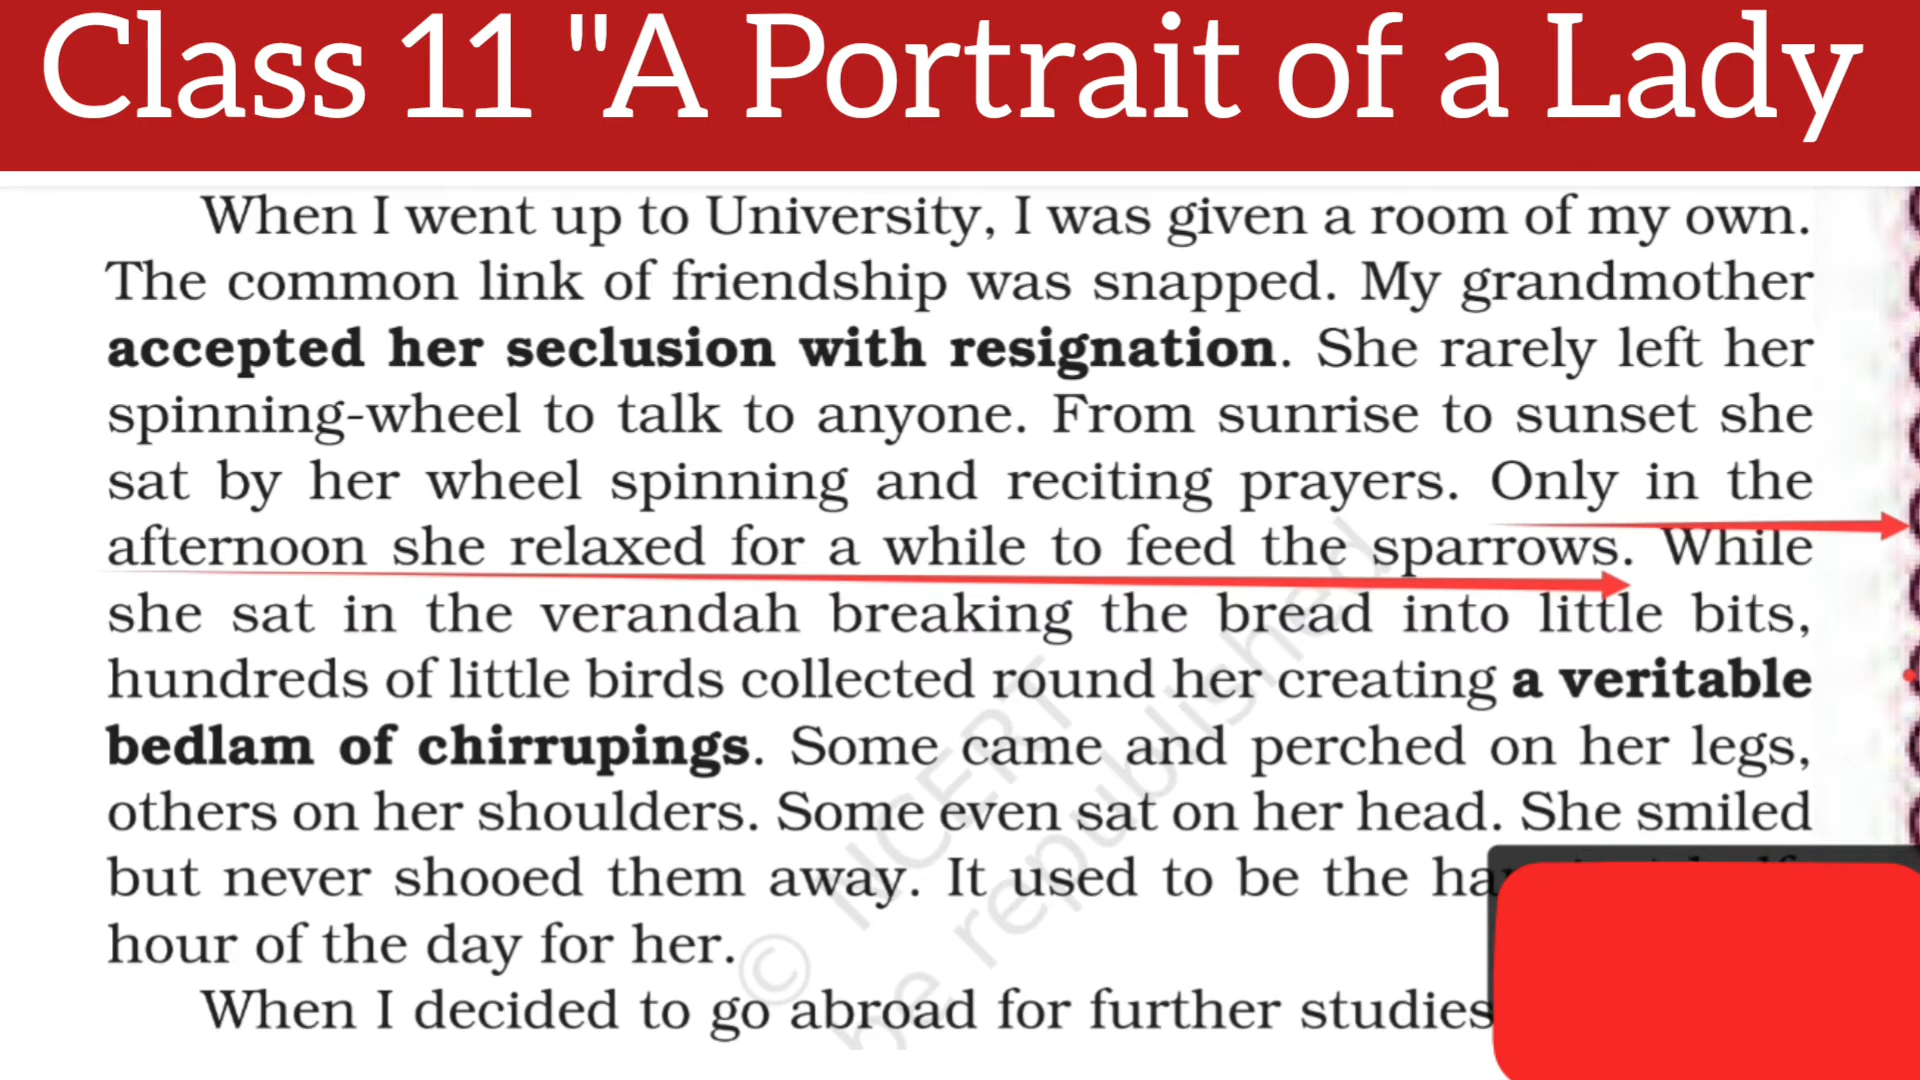 Class 11 "A Portrait of a Lady
When I went up to University, I was given a room of my own.
The common link of friendship was snapped. My grandmother
accepted her seclusion with resignation. She rarely left her
spinning-wheel to talk to anyone. From sunrise to sunset she
sat by her wheel spinning and reciting prayers. Only in the
afternoon she relaxed for a while to feed the sparrows. While
she sat in the verandah breaking the bread into little bits,
hundreds of little birds collected round her creating a veritable
bedlam of chirrupings. Some came and perched on her legs,
others on her shoulders. Some even sat on her head. She smiled
but never shooed them away. It used to be the
hour of the day for her.
When I decided to go abroad for further studies
© NCERT
be republished